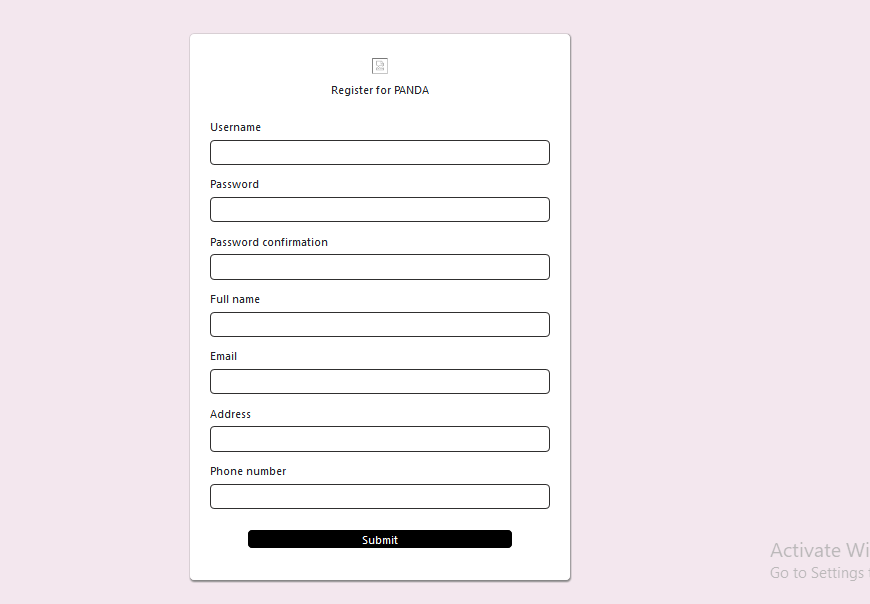 Register for PANDA
Username
Password
Password confirmation
Full name
Email
Address
Phone number
Submit
Activate Wi
Go to Settings